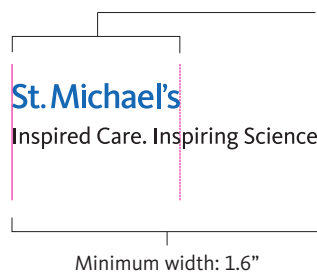 St. Michael's
Inspired Care. Inspiring Science
Minimum width: 1.6”